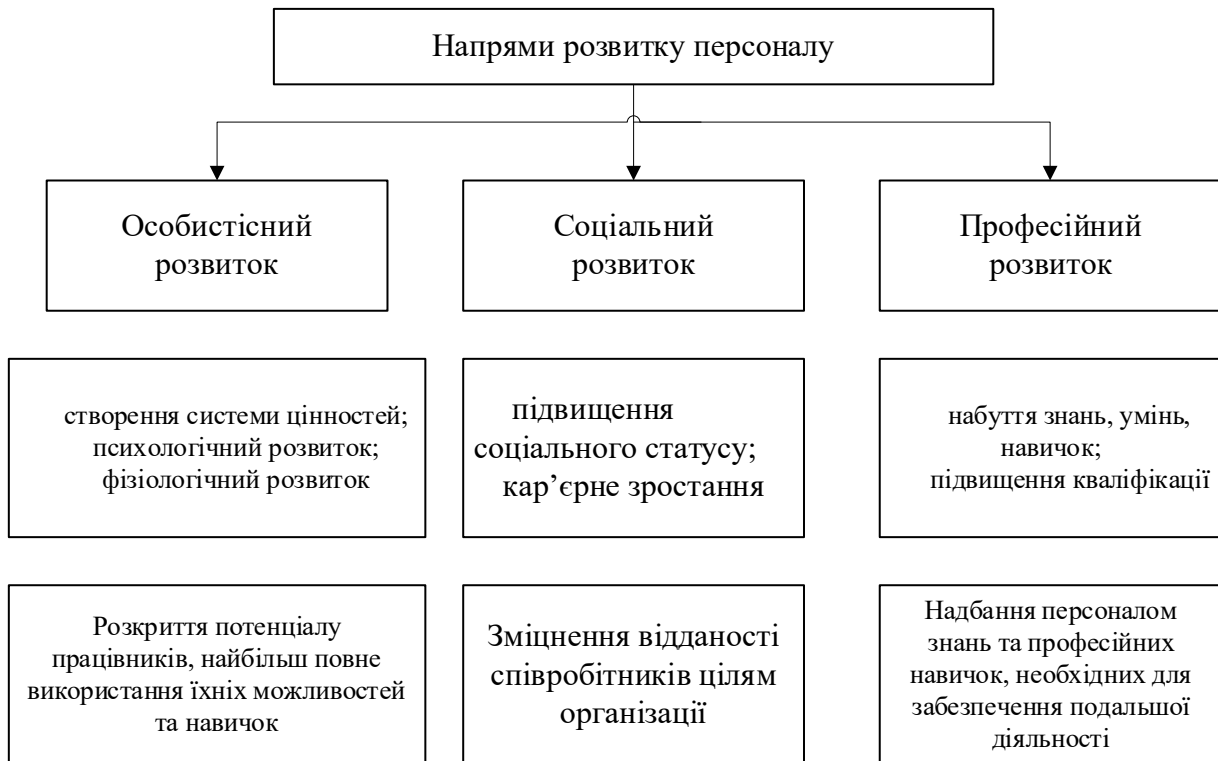 Напрями розвитку персоналу
Особистісний
розвиток
Соціальний
розвиток
Професійний
розвиток
створення системи цінностей;
психологічний розвиток;
фізіологічний розвиток
підвищення
соціального статусу;
кар’єрне зростання
набуття знань, умінь,
навичок;
підвищення кваліфікації
Розкриття потенціалу
працівників, найбільш повне
використання їхніх можливостей
та навичок
Зміцнення відданості
співробітників цілям
організації
Надбання персоналом
знань та професійних
навичок, необхідних для
забезпечення подальшої
діяльності